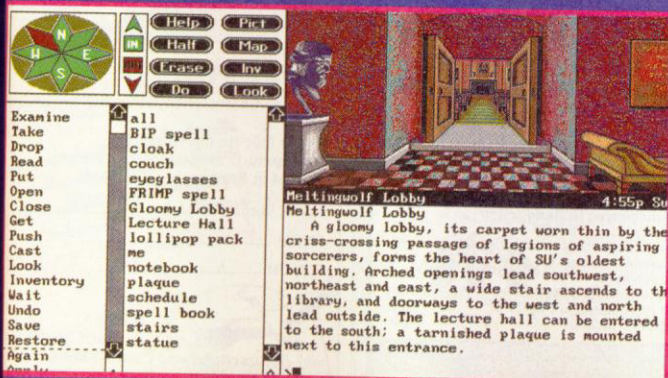 N
W E
S
IN
Help Pict
Half Map
Erase Inv
Do Look
Examine
Take
Drop
Read
Put
Open
Close
Get
Push
Cast
Look
Inventory
Wait
Undo
Save
Restore
Again
all
BIP spell
cloak
couch
eyeglasses
FRIMP spell
Gloomy Lobby
Lecture Hall
lollipop pack
me
notebook
plaque
schedule
spell book
stairs
statue
Meltingwolf Lobby 4:55p Su
Meltingwolf Lobby
A gloomy lobby, its carpet worn thin by the
criss-crossing passage of legions of aspiring
sorcerers, forms the heart of SU's oldest
building. Arched openings lead southwest,
northeast and east, a wide stair ascends to th
library, and doorways to the west and north
lead outside. The lecture hall can be entered
to the south; a tarnished plaque is mounted
next to this entrance.